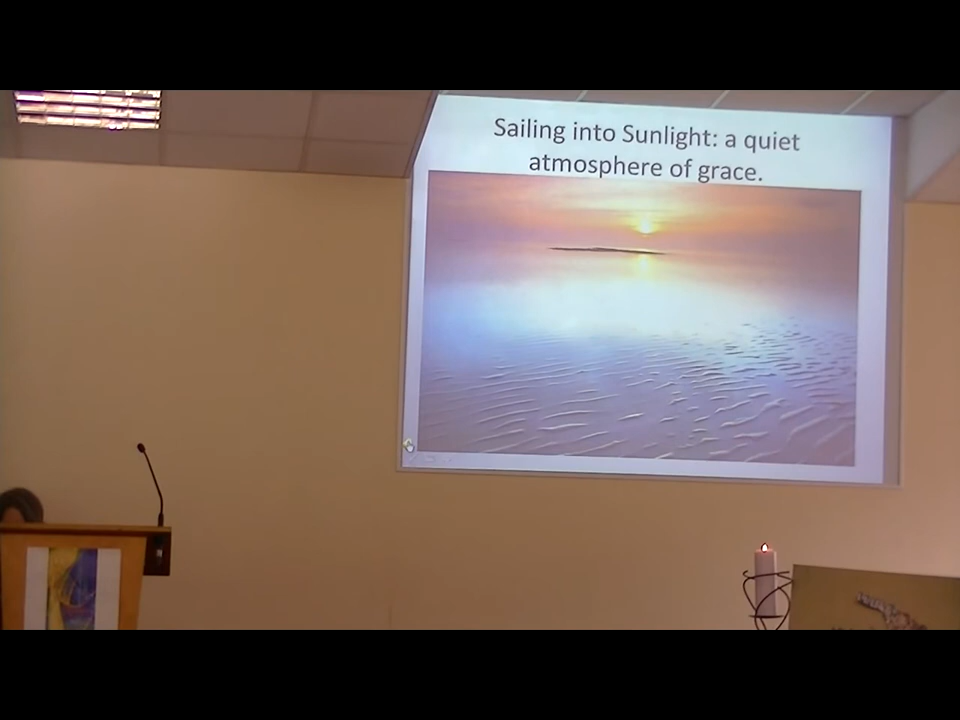 Sailing into Sunlight: a quiet
atmosphere of grace.